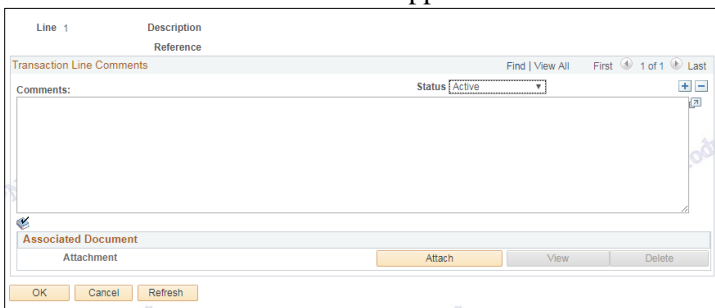 Line 1 Description
Reference
Transaction Line Comments Find | View All First 1 of 1 Last
Comments: Status Active
Associated Document
Attachment Attach View Delete
OK Cancel Refresh